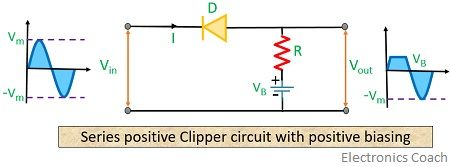 D
I
Vm
-Vm
Vin
R
+
VB
-
Vout
VB
-Vm
Series positive Clipper circuit with positive biasing
Electronics Coach